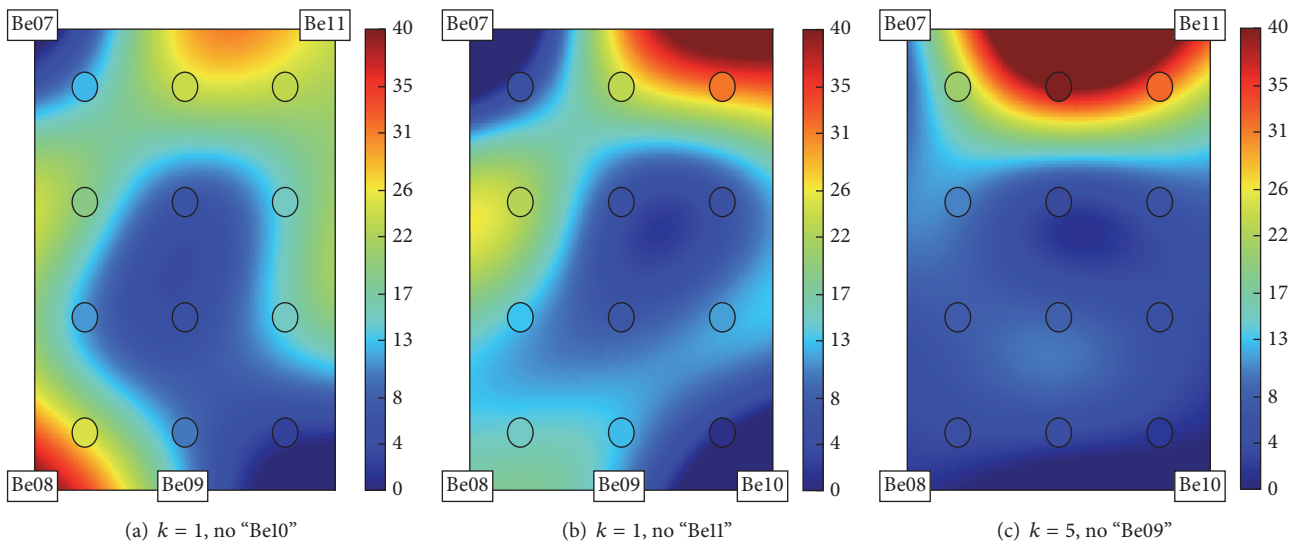 Be07
Be11
40
35
31
26
22
17
13
8
4
0
Be08
Be09
(a) k = 1, no “Be10”
Be07
40
35
31
26
22
17
13
8
4
0
Be08
Be09
Be10
(b) k = 1, no “Be11”
Be07
Be11
40
35
31
26
22
17
13
8
4
0
Be08
Be10
(c) k = 5, no “Be09”